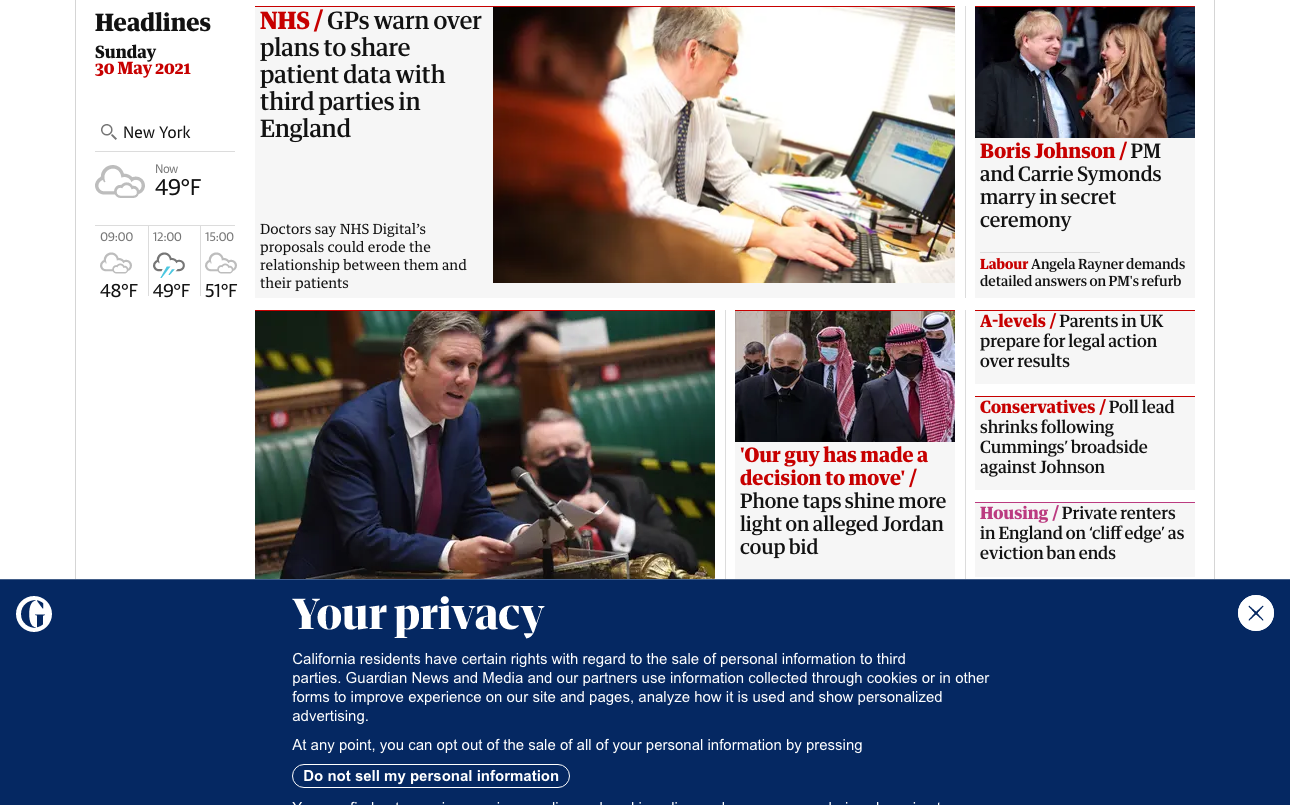 Headlines
Sunday
30 May 2021
New York
Now
49°F
09:00
12:00
15:00
48°F
49°F
51°F
NHS / GPs warn over
plans to share
patient data with
third parties in
England
Doctors say NHS Digital’s
proposals could erode the
relationship between them and
their patients
Boris Johnson / PM
and Carrie Symonds
marry in secret
ceremony
Labour Angela Rayner demands
detailed answers on PM's refurb
'Our guy has made a
decision to move' /
Phone taps shine more
light on alleged Jordan
coup bid
A-levels / Parents in UK
prepare for legal action
over results
Conservatives / Poll lead
shrinks following
Cummings’ broadside
against Johnson
Housing / Private renters
in England on ‘cliff edge’ as
eviction ban ends
G
Your privacy
California residents have certain rights with regard to the sale of personal information to third
parties. Guardian News and Media and our partners use information collected through cookies or in other
forms to improve experience on our site and pages, analyze how it is used and show personalized
advertising.
At any point, you can opt out of the sale of all of your personal information by pressing
Do not sell my personal information